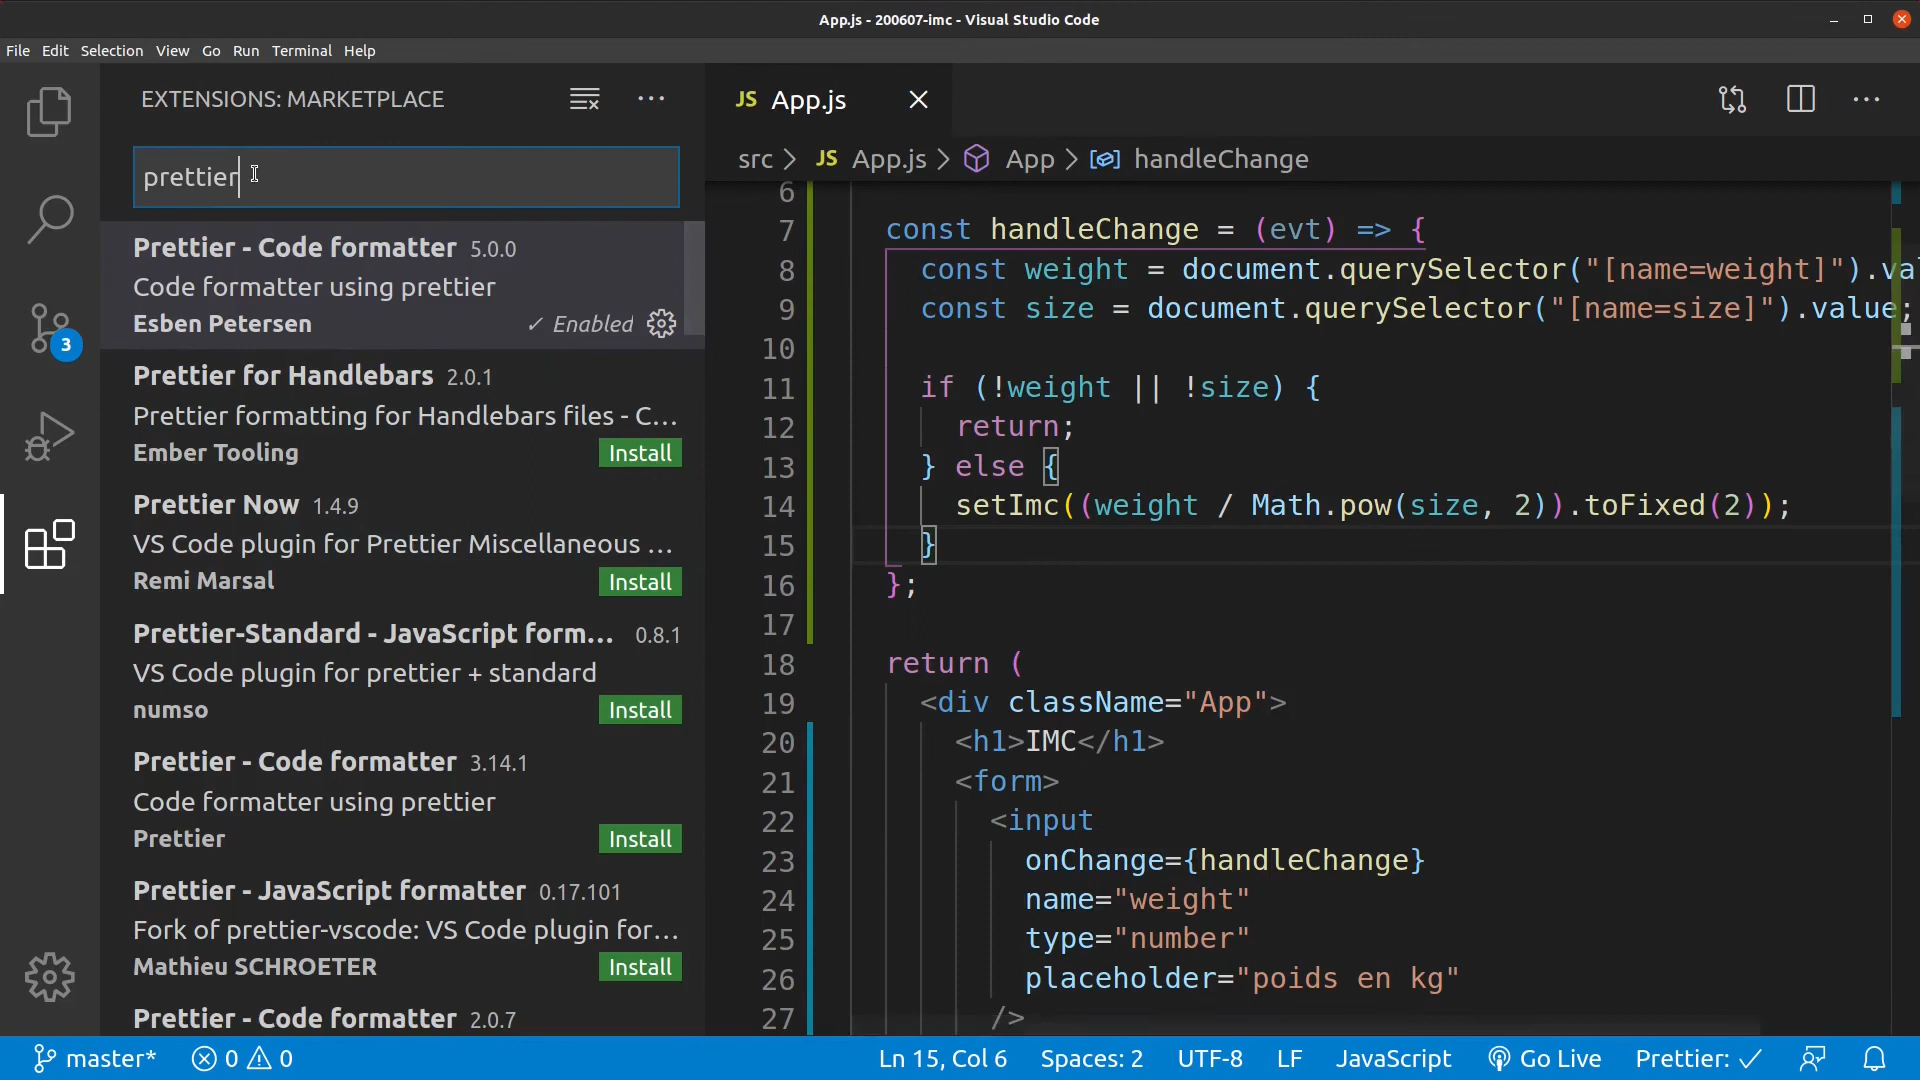 App.js - 200607-imc - Visual Studio Code
File Edit Selection View Go Run Terminal Help
EXTENSIONS: MARKETPLACE
prettier
Prettier - Code formatter 5.0.0
Code formatter using prettier
Esben Petersen ✓ Enabled
Prettier for Handlebars 2.0.1
Prettier formatting for Handlebars files - C...
Ember Tooling Install
Prettier Now 1.4.9
VS Code plugin for Prettier Miscellaneous ...
Remi Marsal Install
Prettier-Standard - JavaScript form... 0.8.1
VS Code plugin for prettier + standard
numso Install
Prettier - Code formatter 3.14.1
Code formatter using prettier
Prettier Install
Prettier - JavaScript formatter 0.17.101
Fork of prettier-vscode: VS Code plugin for...
Mathieu SCHROETER Install
Prettier - Code formatter 2.0.7
3
JS App.js
src > JS App.js > App > handleChange
6
7 const handleChange = (evt) => {
8 const weight = document.querySelector("[name=weight]").val
9 const size = document.querySelector("[name=size]").value;
10
11 if (!weight || !size) {
12 return;
13 } else {
14 setImc((weight / Math.pow(size, 2)).toFixed(2));
15 }
16 };
17
18 return (
19 <div className="App">
20 <h1>IMC</h1>
21 <form>
22 <input
23 onChange={handleChange}
24 name="weight"
25 type="number"
26 placeholder="poids en kg"
27 />
master* 0 0 Ln 15, Col 6 Spaces: 2 UTF-8 LF JavaScript Go Live Prettier: ✓